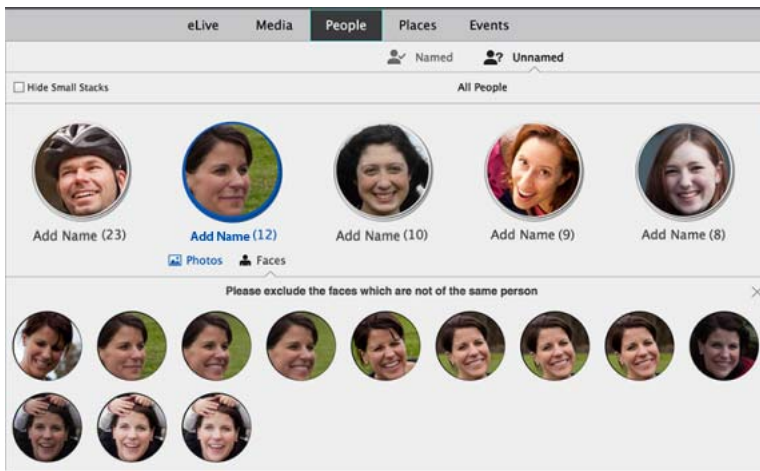 eLive Media People Places Events
Named Unnamed
Hide Small Stacks All People
Add Name (23) Add Name (12) Add Name (10) Add Name (9) Add Name (8)
Photos Faces
Please exclude the faces which are not of the same person